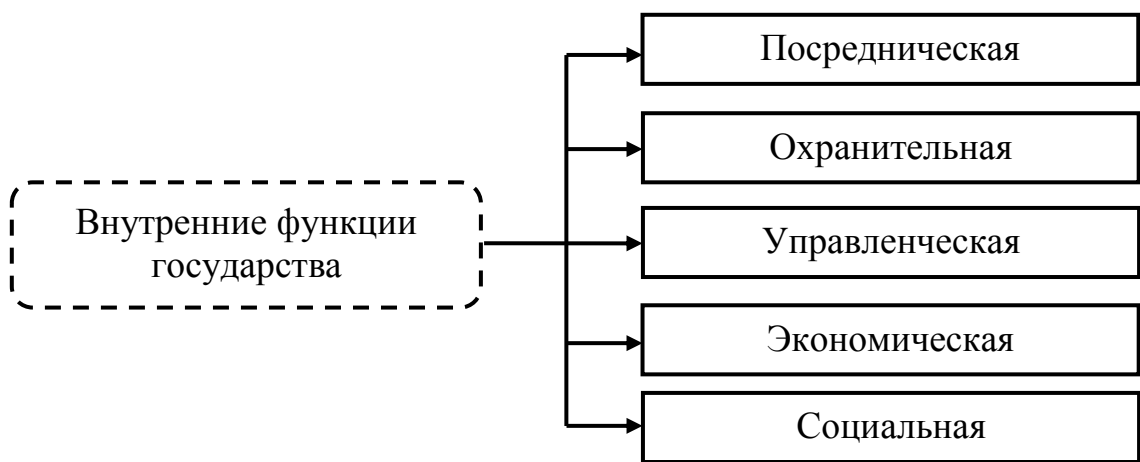 Посредническая
Охранительная
Внутренние функции
государства
Управленческая
Экономическая
Социальная